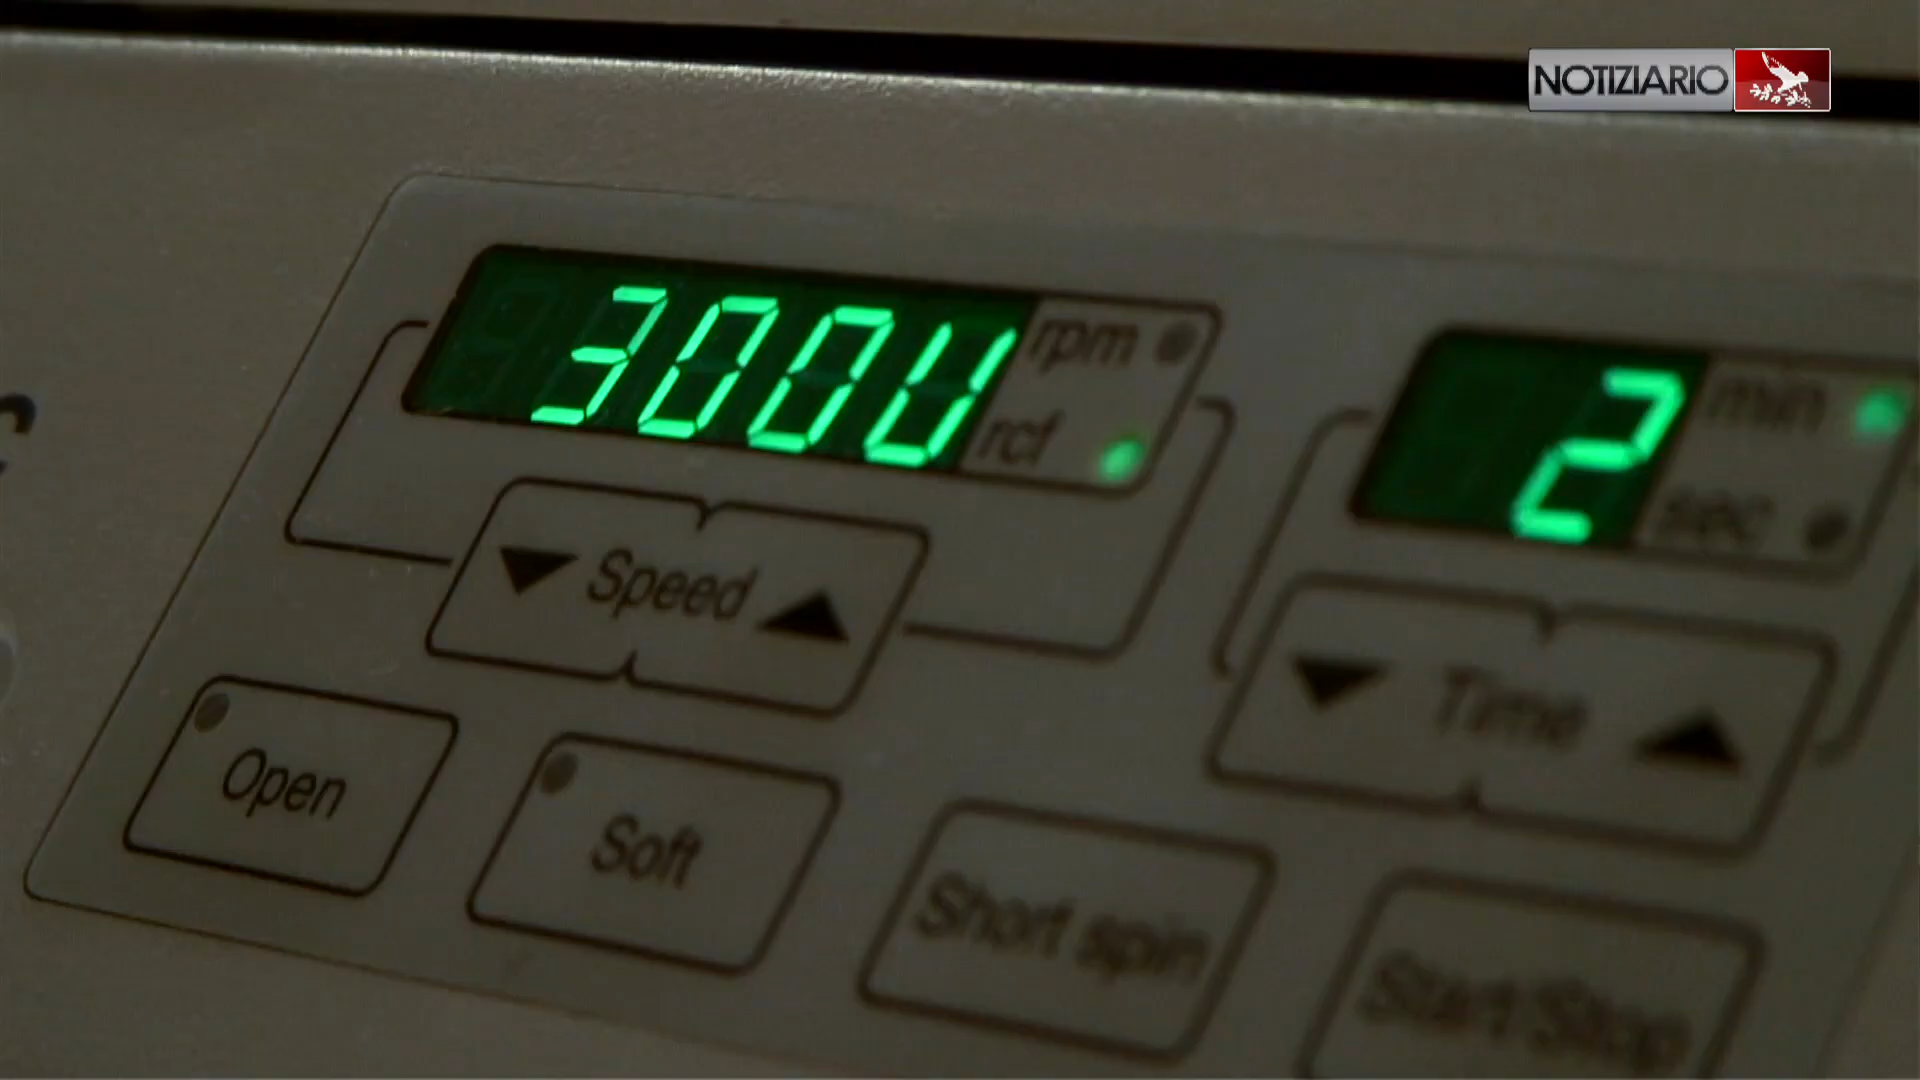 NOTIZIARIO
3000 rpm
rcf
2 min
sec
Speed
Time
Open
Soft
Short spin
Start/Stop